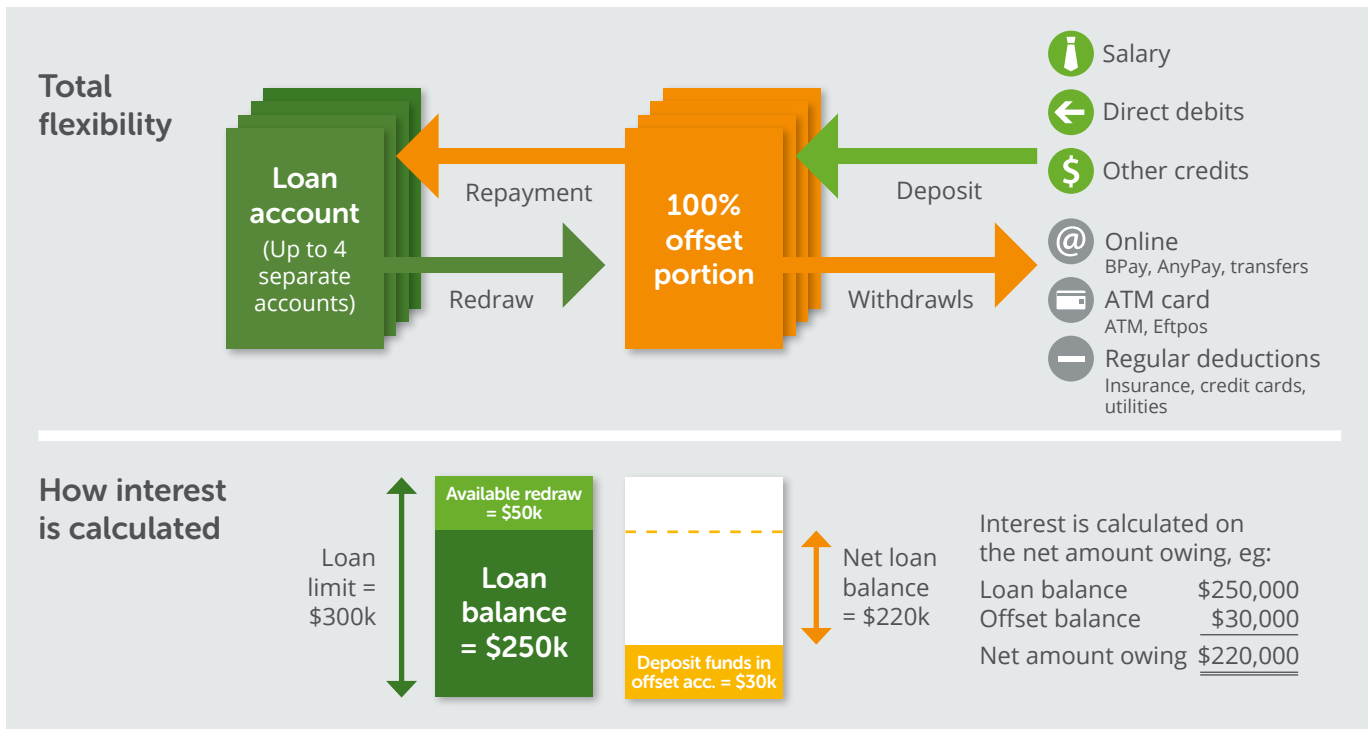 Total
flexibility
Loan
account
(Up to 4
separate
accounts)
Repayment
Redraw
100%
offset
portion
Deposit
Withdrawls
Salary
Direct debits
$
Other credits
@
Online
BPay, AnyPay, transfers
ATM card
ATM, Eftpos
Regular deductions
Insurance, credit cards,
utilities
How interest
is calculated
Loan
limit =
$300k
Available redraw
= $50k
Loan
balance
= $250k
Deposit funds in
offset acc. = $30k
Net loan
balance
= $220k
Interest is calculated on
the net amount owing, eg:
Loan balance $250,000
Offset balance $30,000
Net amount owing $220,000